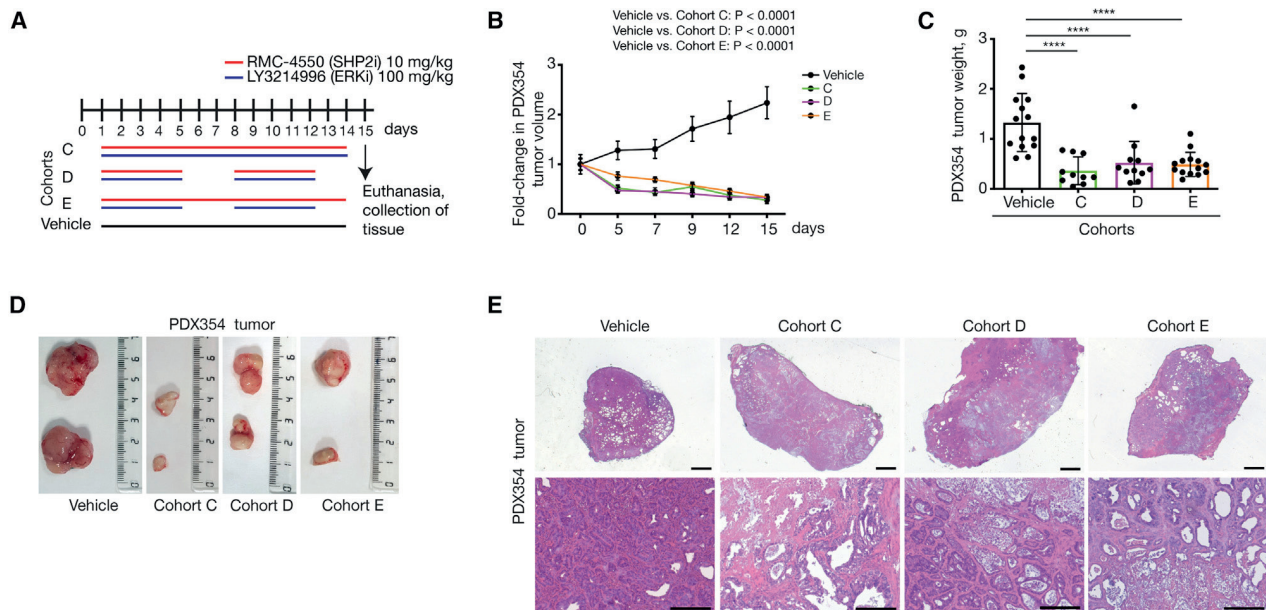 A
RMC-4550 (SHP2i) 10 mg/kg
LY3214996 (ERKi) 100 mg/kg
0 1 2 3 4 5 6 7 8 9 10 11 12 13 14 15 days
Cohorts
C
D
E
Vehicle
Euthanasia,
collection of
tissue
B
Vehicle vs. Cohort C: P < 0.0001
Vehicle vs. Cohort D: P < 0.0001
Vehicle vs. Cohort E: P < 0.0001
Fold-change in PDX354
tumor volume
3
2
1
0
0 5 7 9 12 15 days
Vehicle
C
D
E
C
PDX354 tumor weight, g
3
2
1
0
****
****
****
Vehicle C D E
Cohorts
D
PDX354 tumor
Vehicle Cohort C Cohort D Cohort E
E
Vehicle Cohort C Cohort D Cohort E
PDX354 tumor